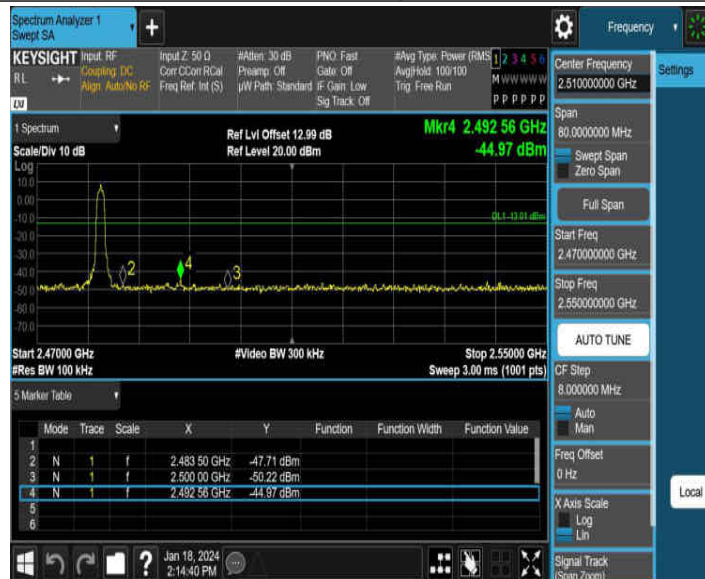 Spectrum Analyzer 1
Swept SA
+
Frequency
KEYSIGHT
RL
LXI
Input: RF
Coupling: DC
Align: Auto/No RF
Input Z: 50 Ω
Corr CCorr RCal
Freq Ref: Int (S)
#Atten: 30 dB
Preamp: Off
µW Path: Standard
PNO: Fast
Gate: Off
IF Gain: Low
Sig Track: Off
#Avg Type: Power (RMS
Avg|Hold: 100/100
Trig: Free Run
1 2 3 4 5 6
M W W W W W
P P P P P P
1 Spectrum
Scale/Div 10 dB
Ref Lvl Offset 12.99 dB
Ref Level 20.00 dBm
Mkr4 2.492 56 GHz
-44.97 dBm
Log
10.0
0.00
-10.0
-20.0
-30.0
-40.0
-50.0
-60.0
-70.0
DL1 -13.01 dBm
2
4
3
Start 2.47000 GHz
#Video BW 300 kHz
Stop 2.55000 GHz
#Res BW 100 kHz
Sweep 3.00 ms (1001 pts)
5 Marker Table
Mode Trace Scale X Y Function Function Width Function Value
1
2 N 1 f 2.483 50 GHz -47.71 dBm
3 N 1 f 2.500 00 GHz -50.22 dBm
4 N 1 f 2.492 56 GHz -44.97 dBm
5
6
?
Jan 18, 2024
2:14:40 PM
Center Frequency
2.510000000 GHz
Span
80.0000000 MHz
Swept Span
Zero Span
Full Span
Start Freq
2.470000000 GHz
Stop Freq
2.550000000 GHz
AUTO TUNE
CF Step
8.000000 MHz
Auto
Man
Freq Offset
0 Hz
X Axis Scale
Log
Lin
Signal Track
(Span Zoom)
Settings
Local